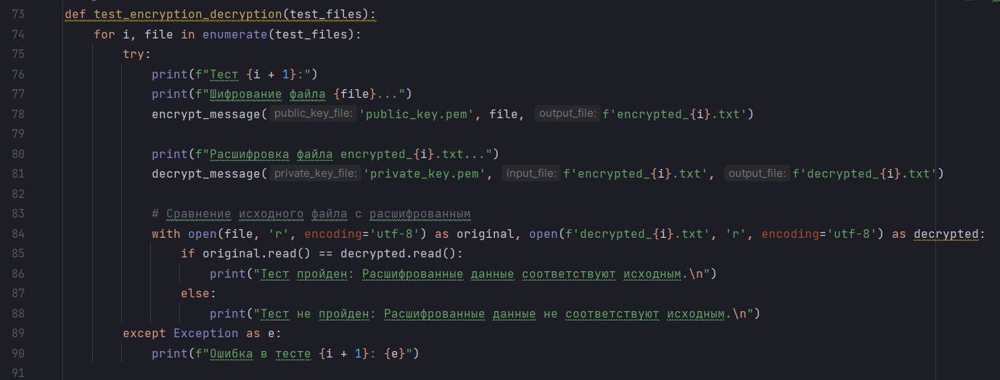 73 def test_encryption_decryption(test_files):
74 for i, file in enumerate(test_files):
75 try:
76 print(f"Тест {i + 1}:")
77 print(f"Шифрование файла {file}...")
78 encrypt_message( public_key_file: 'public_key.pem', file, output_file: f'encrypted_{i}.txt')
79
80 print(f"Расшифровка файла encrypted_{i}.txt...")
81 decrypt_message( private_key_file: 'private_key.pem', input_file: f'encrypted_{i}.txt', output_file: f'decrypted_{i}.txt')
82
83 # Сравнение исходного файла с расшифрованным
84 with open(file, 'r', encoding='utf-8') as original, open(f'decrypted_{i}.txt', 'r', encoding='utf-8') as decrypted:
85 if original.read() == decrypted.read():
86 print("Тест пройден: Расшифрованные данные соответствуют исходным.\n")
87 else:
88 print("Тест не пройден: Расшифрованные данные не соответствуют исходным.\n")
89 except Exception as e:
90 print(f"Ошибка в тесте {i + 1}: {e}")
91